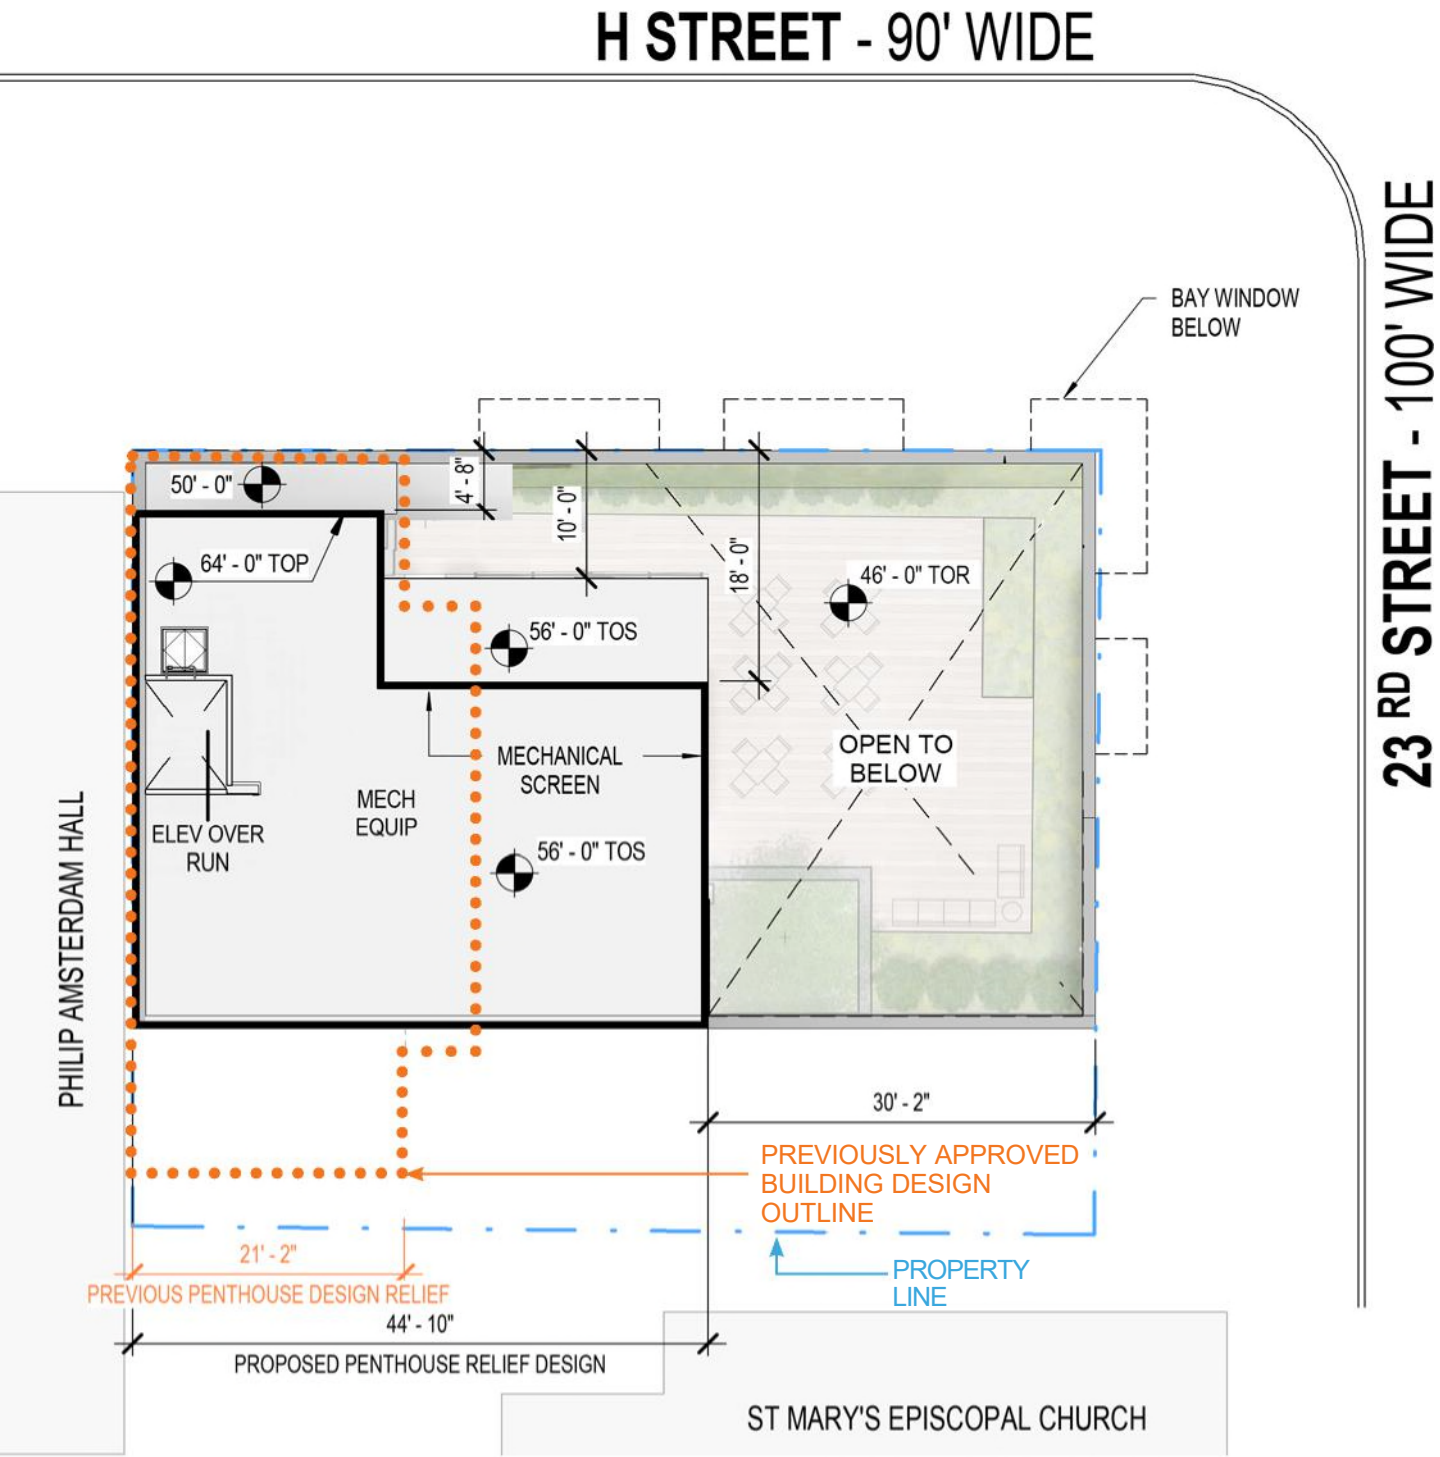 H STREET - 90' WIDE
23 RD STREET - 100' WIDE
BAY WINDOW
BELOW
50' - 0"
4' - 8"
10' - 0"
18' - 0"
64' - 0" TOP
46' - 0" TOR
56' - 0" TOS
OPEN TO
BELOW
MECHANICAL
SCREEN
MECH
EQUIP
ELEV OVER
RUN
56' - 0" TOS
PHILIP AMSTERDAM HALL
30' - 2"
PREVIOUSLY APPROVED
BUILDING DESIGN
OUTLINE
21' - 2"
PREVIOUS PENTHOUSE DESIGN RELIEF
PROPERTY
LINE
44' - 10"
PROPOSED PENTHOUSE RELIEF DESIGN
ST MARY'S EPISCOPAL CHURCH